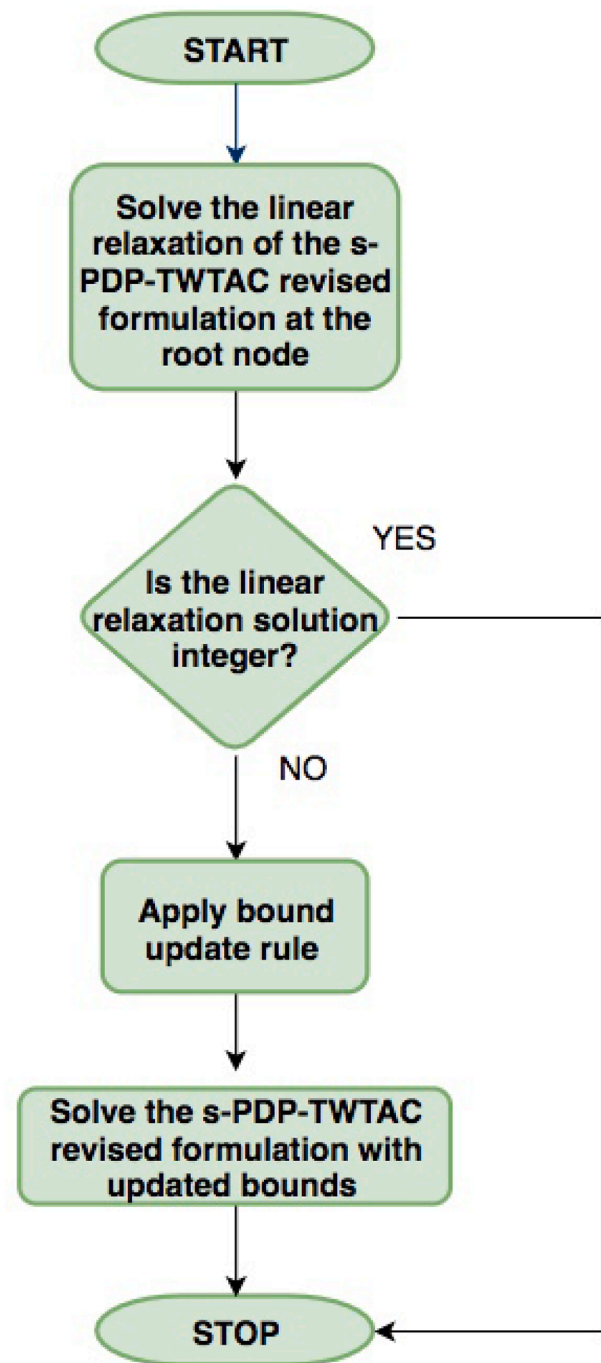 START
Solve the linear
relaxation of the s-
PDP-TWTAC revised
formulation at the
root node
YES
Is the linear
relaxation solution
integer?
NO
Apply bound
update rule
Solve the s-PDP-TWTAC
revised formulation with
updated bounds
STOP